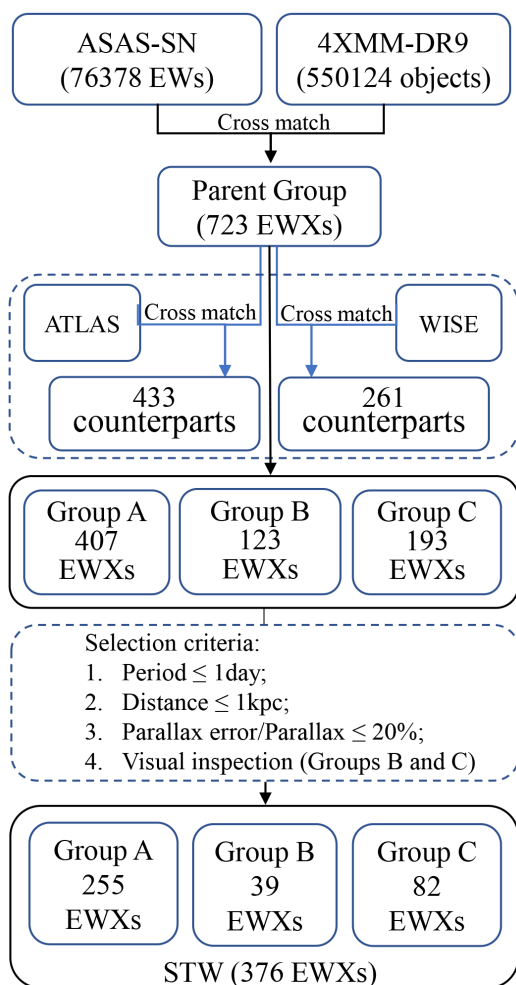 ASAS-SN
(76378 EWs)
4XMM-DR9
(550124 objects)
Cross match
Parent Group
(723 EWXs)
ATLAS
Cross match
Cross match
WISE
433
counterparts
261
counterparts
Group A
407
EWXs
Group B
123
EWXs
Group C
193
EWXs
Selection criteria:
1. Period ≤ 1day;
2. Distance ≤ 1kpc;
3. Parallax error/Parallax ≤ 20%;
4. Visual inspection (Groups B and C)
Group A
255
EWXs
Group B
39
EWXs
Group C
82
EWXs
STW (376 EWXs)